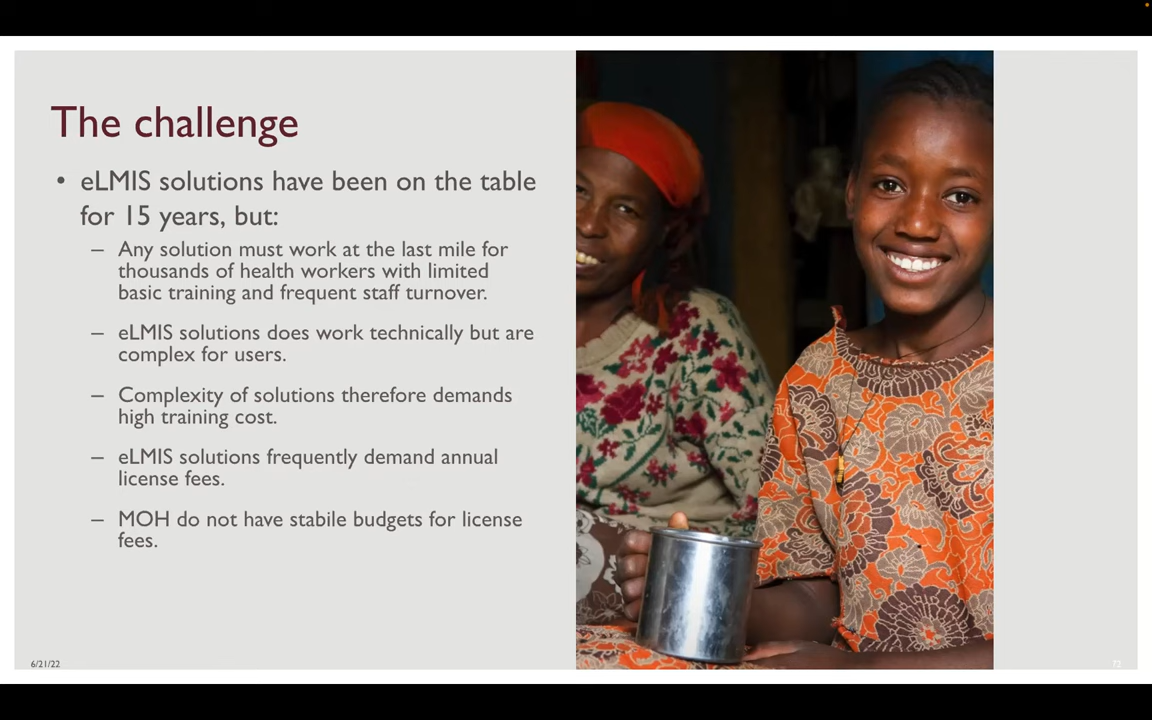 The challenge
• eLMIS solutions have been on the table
for 15 years, but:
– Any solution must work at the last mile for
thousands of health workers with limited
basic training and frequent staff turnover.
– eLMIS solutions does work technically but are
complex for users.
– Complexity of solutions therefore demands
high training cost.
– eLMIS solutions frequently demand annual
license fees.
– MOH do not have stabile budgets for license
fees.
6/21/22